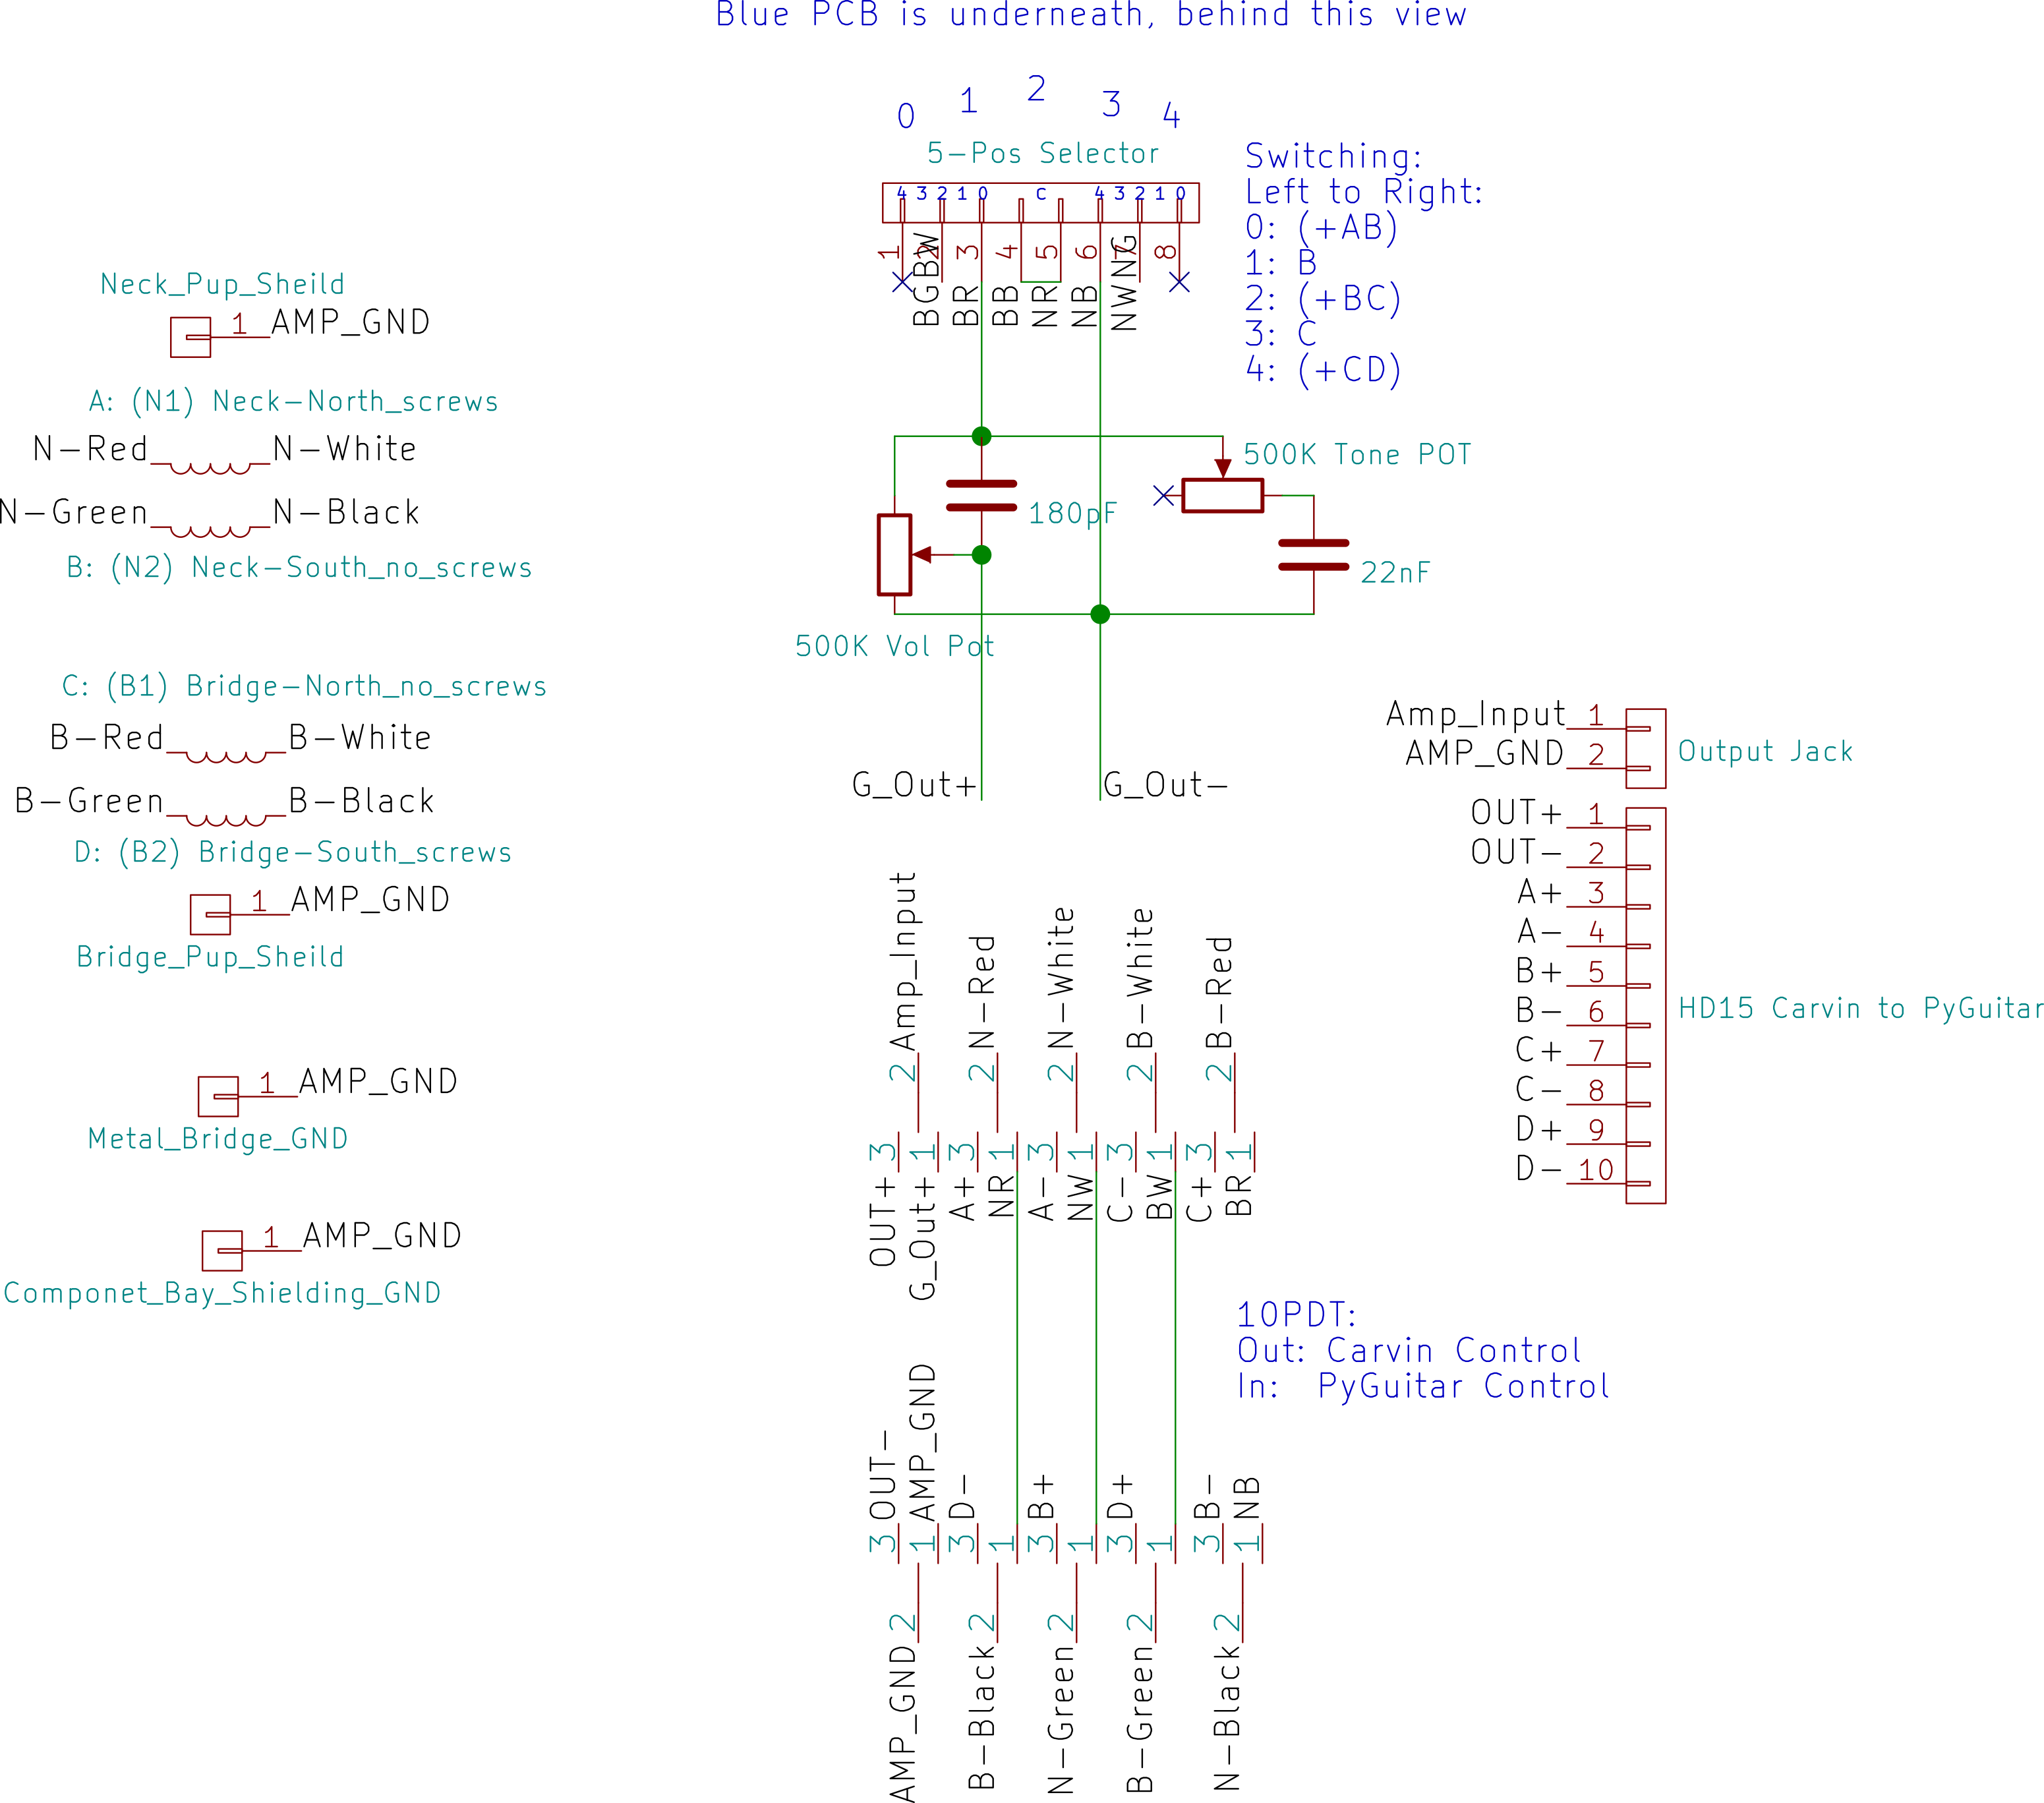 Blue PCB is underneath, behind this view
0 1 2 3 4
5-Pos Selector
4 3 2 1 0 C 4 3 2 1 0
1 2 3 4 5 6 7 8
BGBW BR BB NR NB NWNG
Switching:
Left to Right:
0: (+AB)
1: B
2: (+BC)
3: C
4: (+CD)
Neck_Pup_Sheild
1 AMP_GND
A: (N1) Neck-North_screws
N-Red N-White
N-Green N-Black
B: (N2) Neck-South_no_screws
500K Tone POT
180pF
22nF
500K Vol Pot
C: (B1) Bridge-North_no_screws
B-Red B-White
B-Green B-Black
D: (B2) Bridge-South_screws
1 AMP_GND
Bridge_Pup_Sheild
1 AMP_GND
Metal_Bridge_GND
1 AMP_GND
Componet_Bay_Shielding_GND
G_Out+ G_Out-
Amp_Input 1
AMP_GND 2
Output Jack
OUT+ 1
OUT- 2
A+ 3
A- 4
B+ 5
B- 6
C+ 7
C- 8
D+ 9
D- 10
HD15 Carvin to PyGuitar
Amp_Input N-Red N-White B-White B-Red
2 2 2 2 2
3 1 3 1 3 1 3 1 3 1
OUT+ G_Out+ A+ NR A- NW C- BW C+ BR
10PDT:
Out: Carvin Control
In: PyGuitar Control
OUT- AMP_GND D- B+ D+ B- NB
3 1 3 1 3 1 3 1 3 1
2 2 2 2 2
AMP_GND B-Black N-Green B-Green N-Black